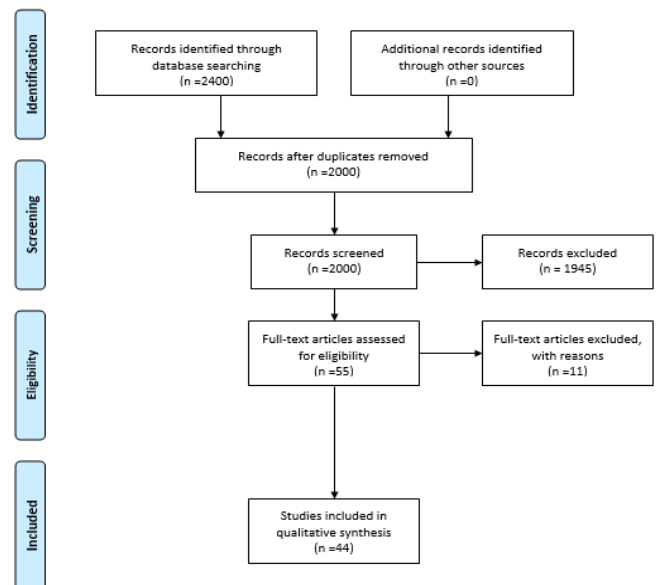 Identification
Records identified through
database searching
(n =2400)
Additional records identified
through other sources
(n =0)
Records after duplicates removed
(n =2000)
Screening
Records screened
(n =2000)
Records excluded
(n = 1945)
Eligibility
Full-text articles assessed
for eligibility
(n =55)
Full-text articles excluded,
with reasons
(n =11)
Included
Studies included in
qualitative synthesis
(n =44)